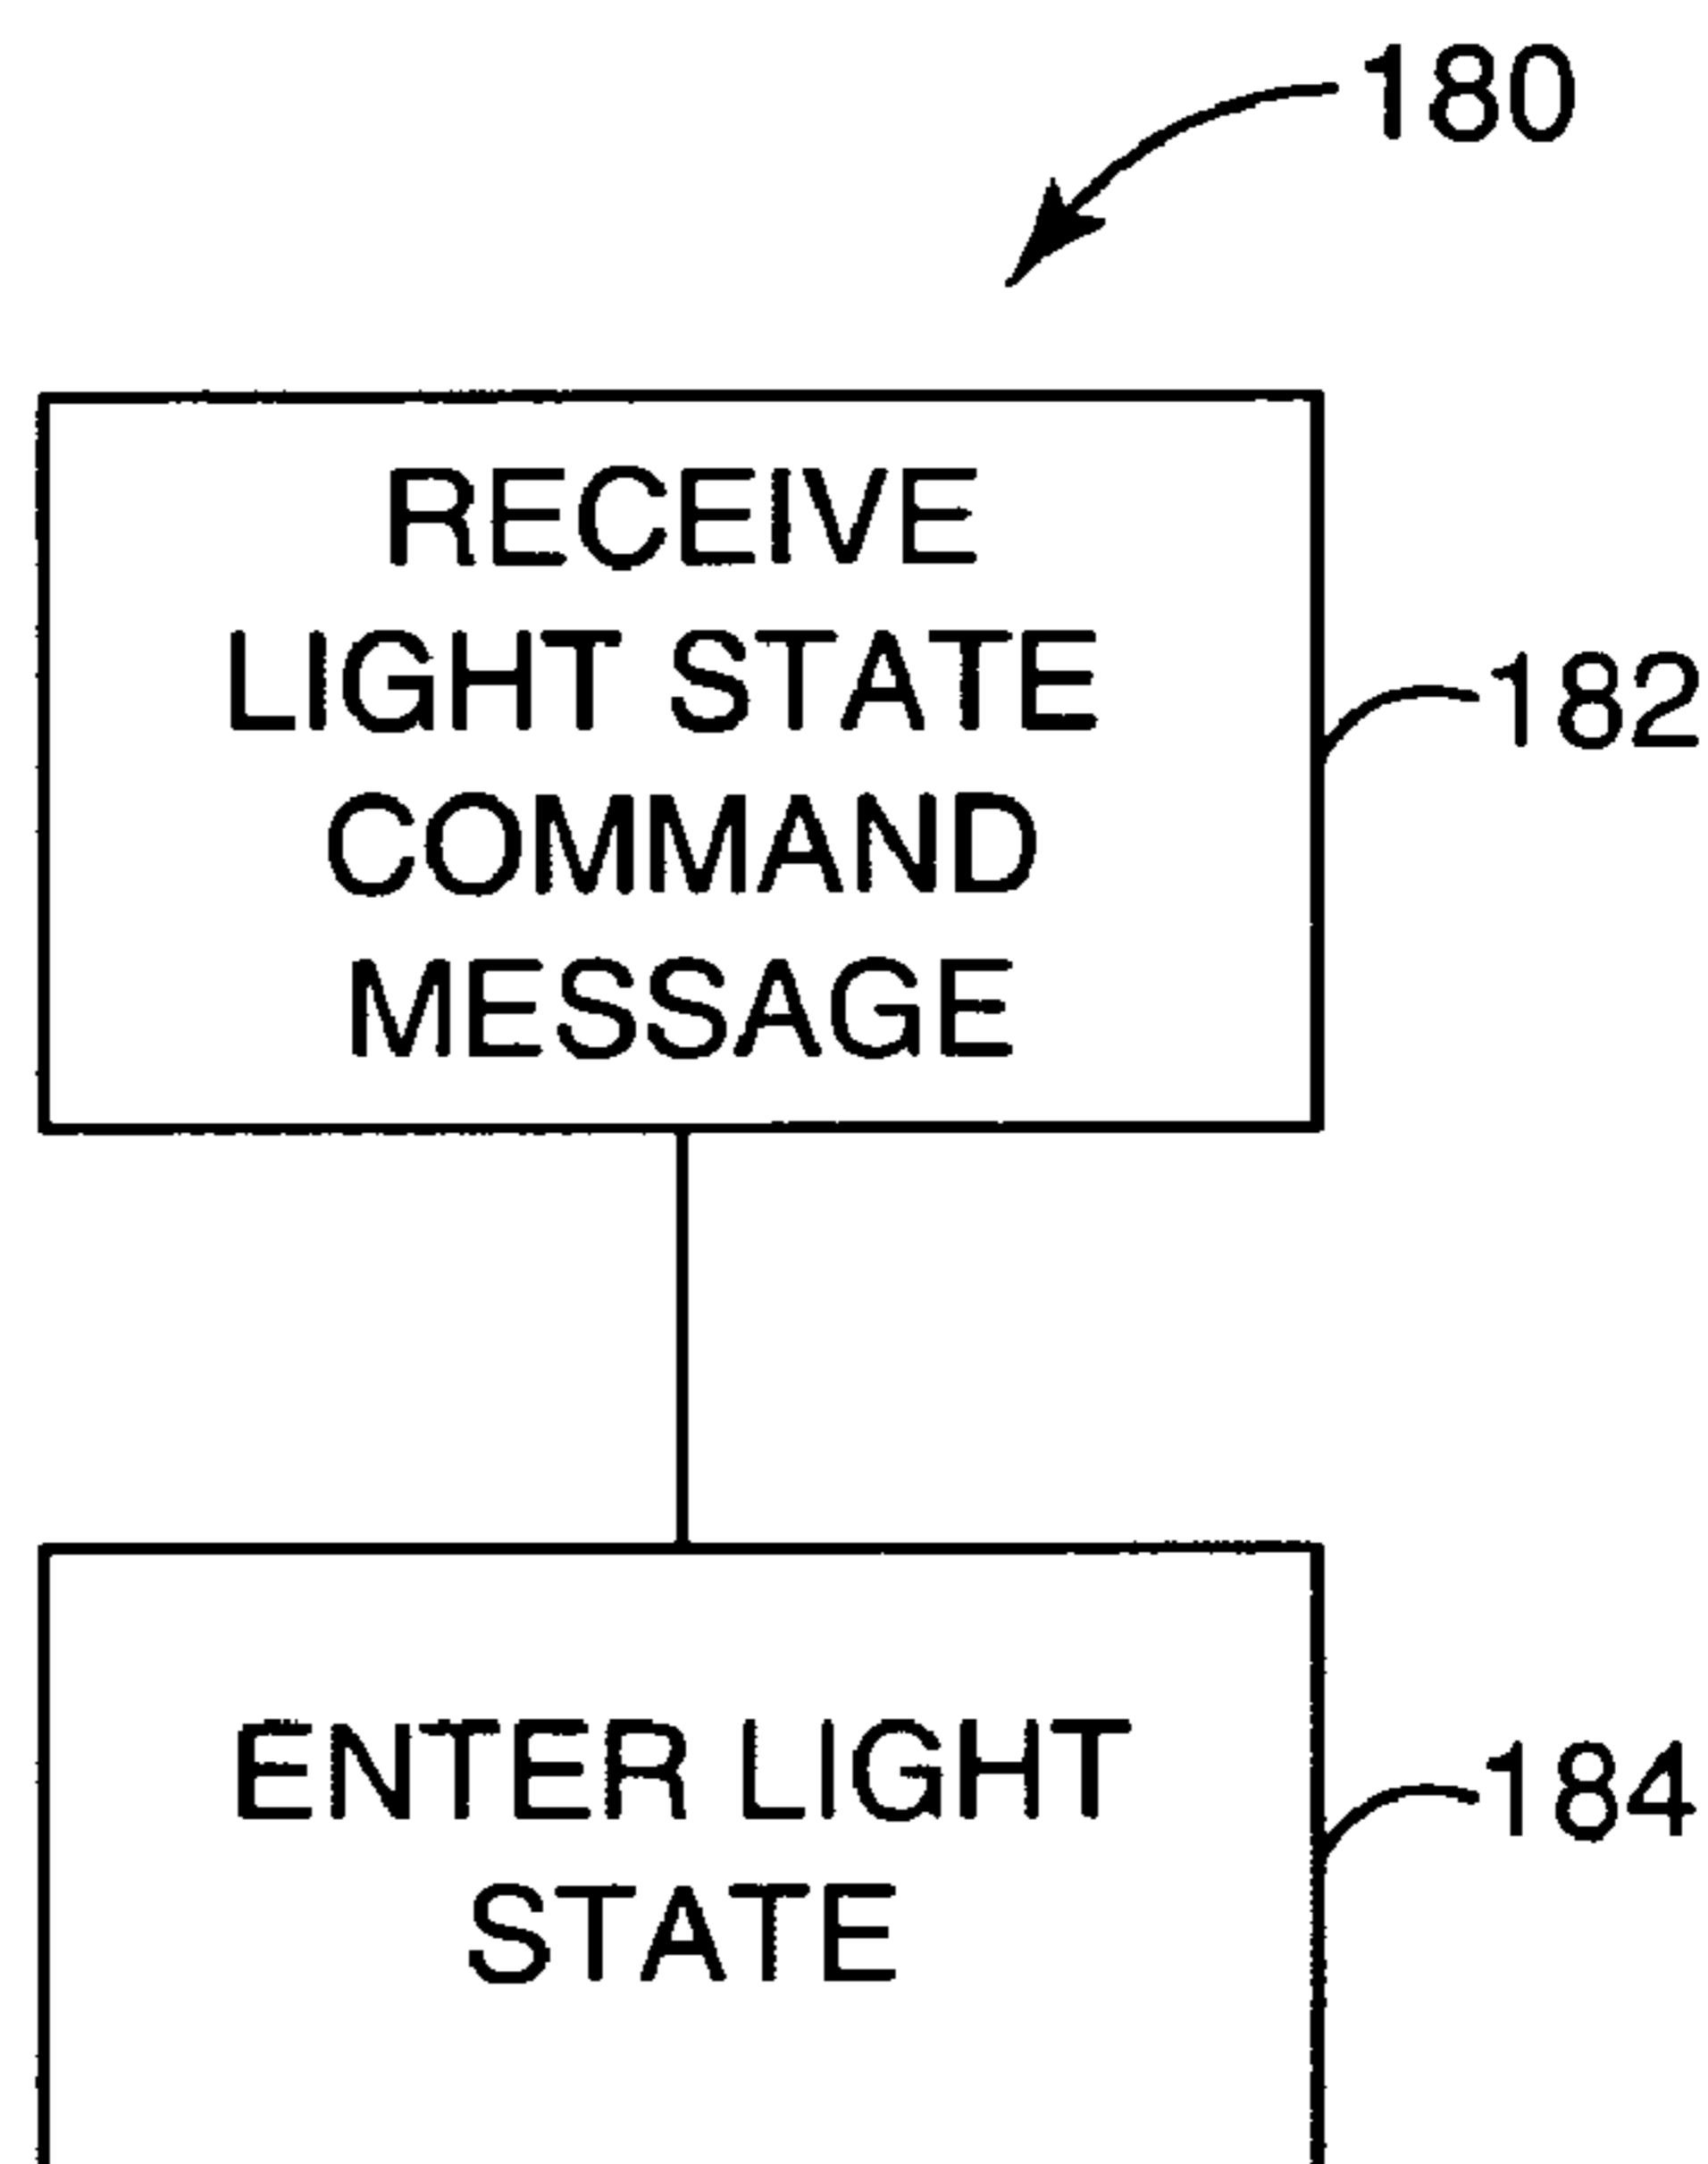 180
RECEIVE
LIGHT STATE
COMMAND
MESSAGE
182
ENTER LIGHT
STATE
184